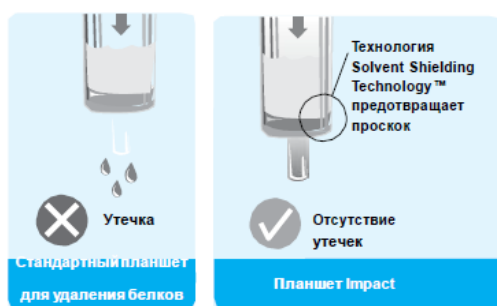 Утечка
Стандартный планшет
для удаления белков
Технология
Solvent Shielding
Technology™
предотвращает
проскок
Отсутствие
утечек
Планшет Impact